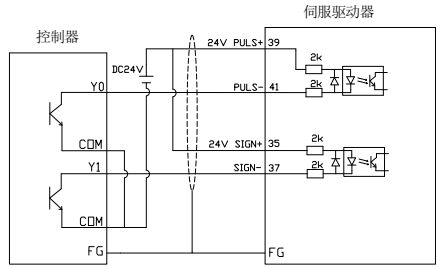 伺服驱动器
控制器
24V PULS+ 39
DC24V
2k
Y0
PULS- 41
2k
COM
24V SIGN+ 35
2k
Y1
SIGN- 37
2k
COM
FG
FG